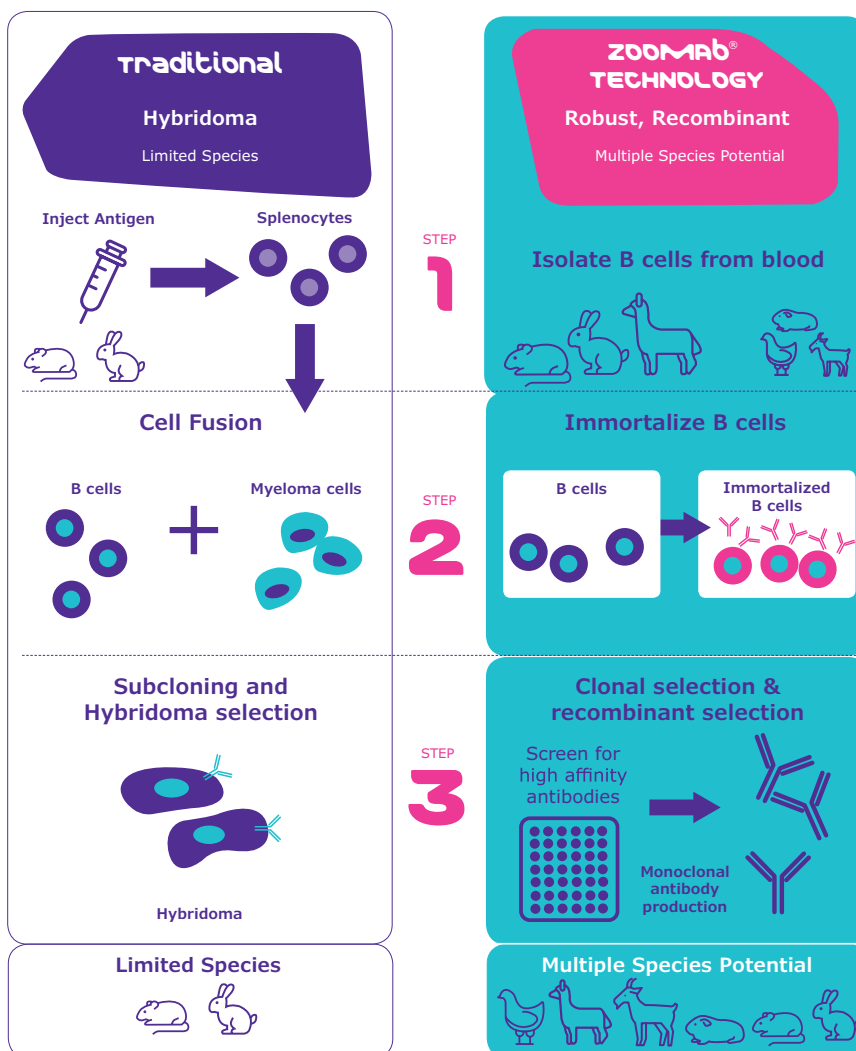 Traditional
Hybridoma
Limited Species
Inject Antigen
Splenocytes
STEP
1
ZooMAb®
TECHNOLOGY
Robust, Recombinant
Multiple Species Potential
Isolate B cells from blood
Cell Fusion
B cells
+
Myeloma cells
STEP
2
Immortalize B cells
B cells
Immortalized
B cells
Subcloning and
Hybridoma selection
Hybridoma
STEP
3
Clonal selection &
recombinant selection
Screen for
high affinity
antibodies
Monoclonal
antibody
production
Limited Species
Multiple Species Potential